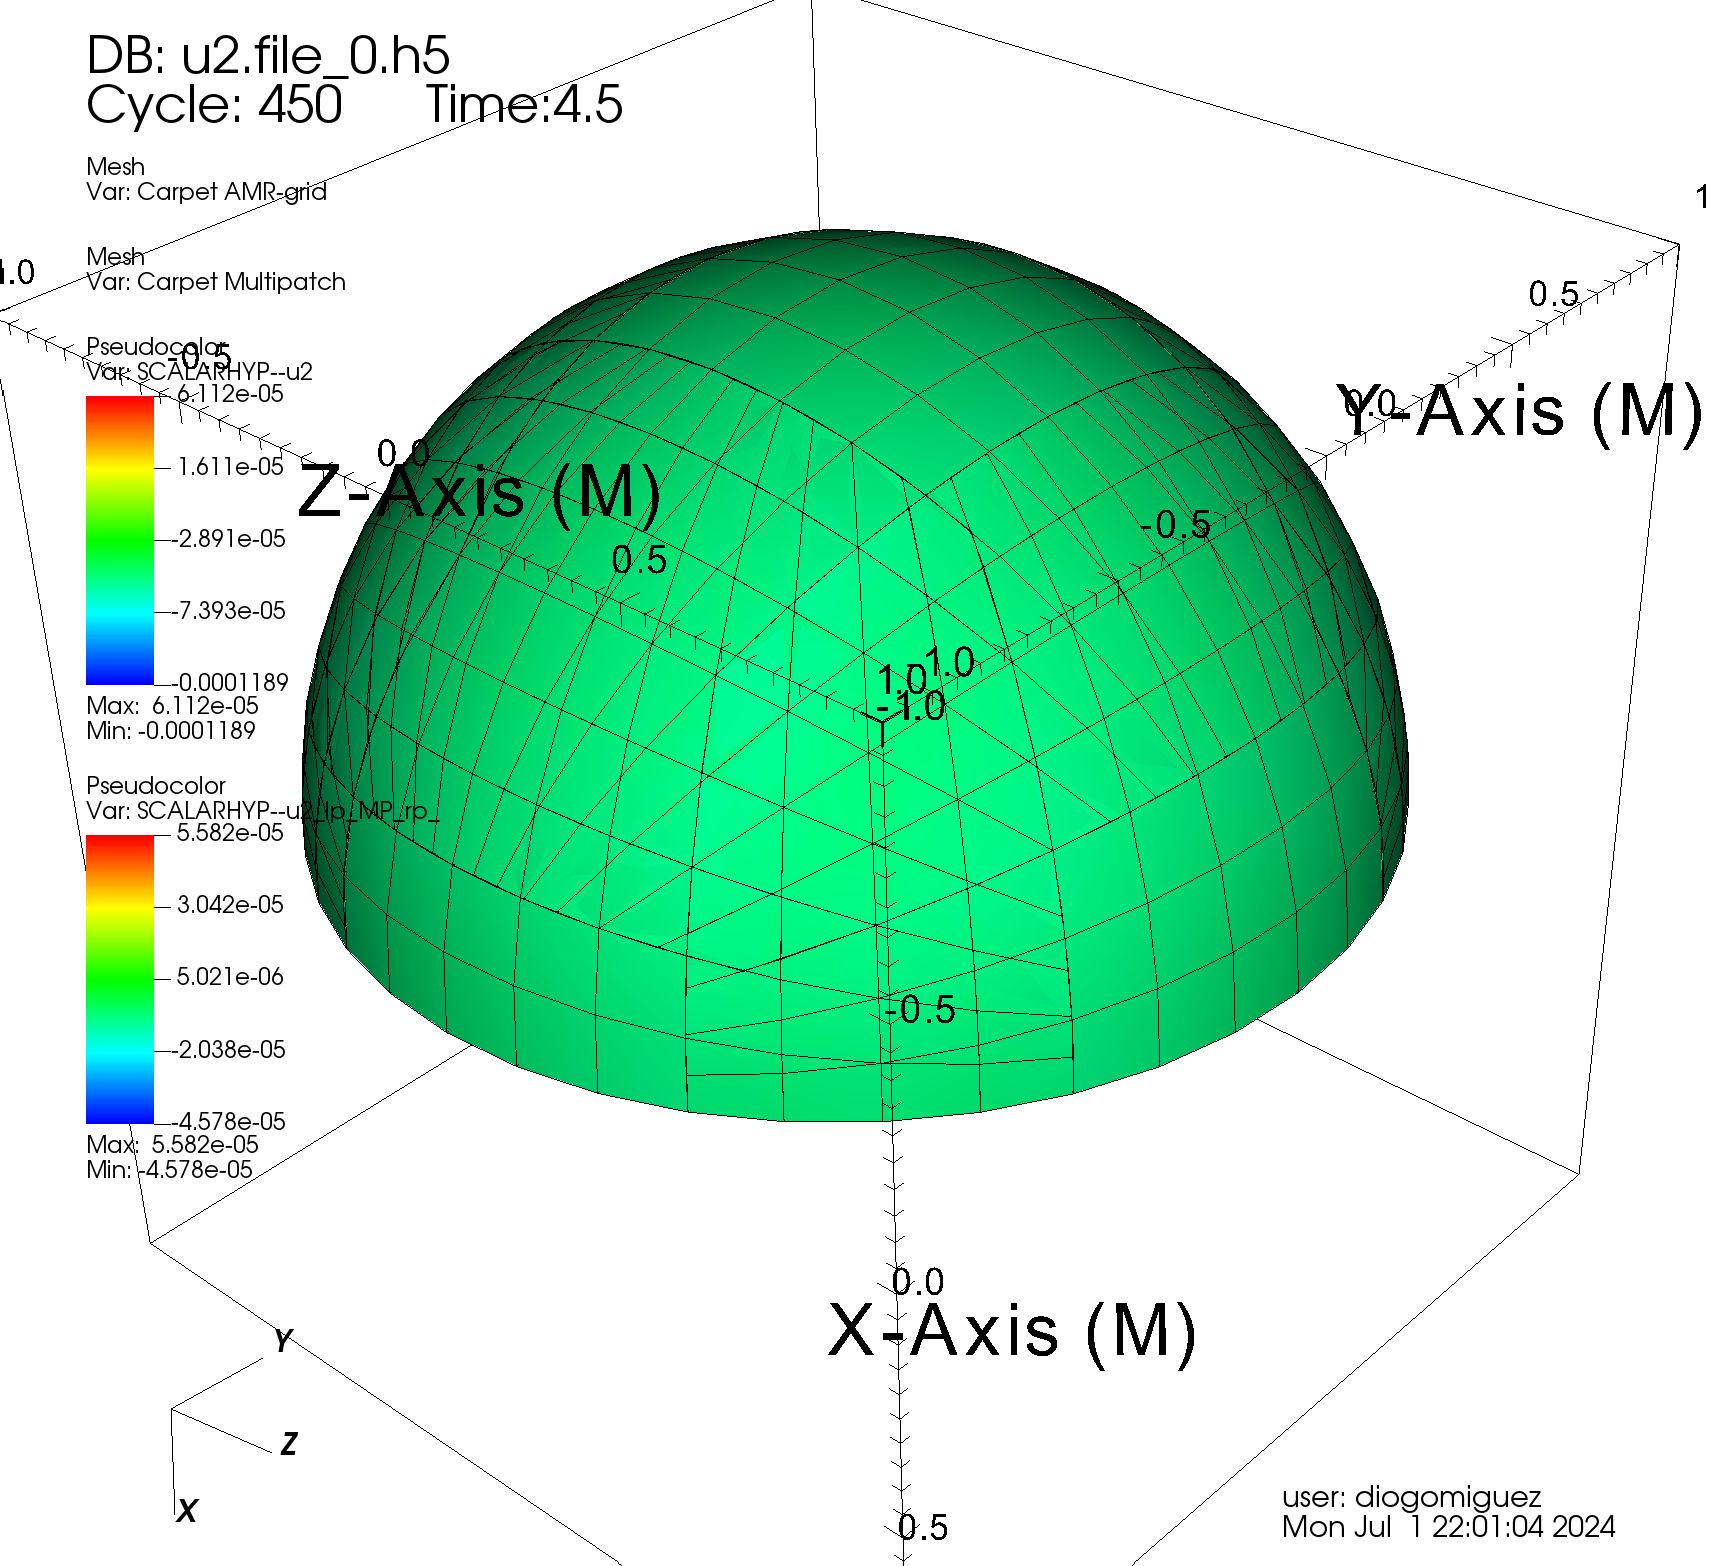 DB: u2.file_0.h5
Cycle: 450 Time:4.5
Mesh
Var: Carpet AMR-grid
Mesh
Var: Carpet Multipatch
Pseudocolor
Var: SCALARHYP--u2
6.112e-05
1.611e-05
-2.891e-05
-7.393e-05
-0.0001189
Max: 6.112e-05
Min: -0.0001189
Pseudocolor
Var: SCALARHYP--u2_lp_MP_rp_
5.582e-05
3.042e-05
5.021e-06
-2.038e-05
-4.578e-05
Max: 5.582e-05
Min: -4.578e-05
1.0
-0.5
0.0
Z-Axis (M)
0.5
1.0
1
0.5
0.0
Y-Axis (M)
-0.5
-1.0
-1.0
-0.5
0.0
X-Axis (M)
0.5
Y
Z
X
user: diogomiguez
Mon Jul 1 22:01:04 2024